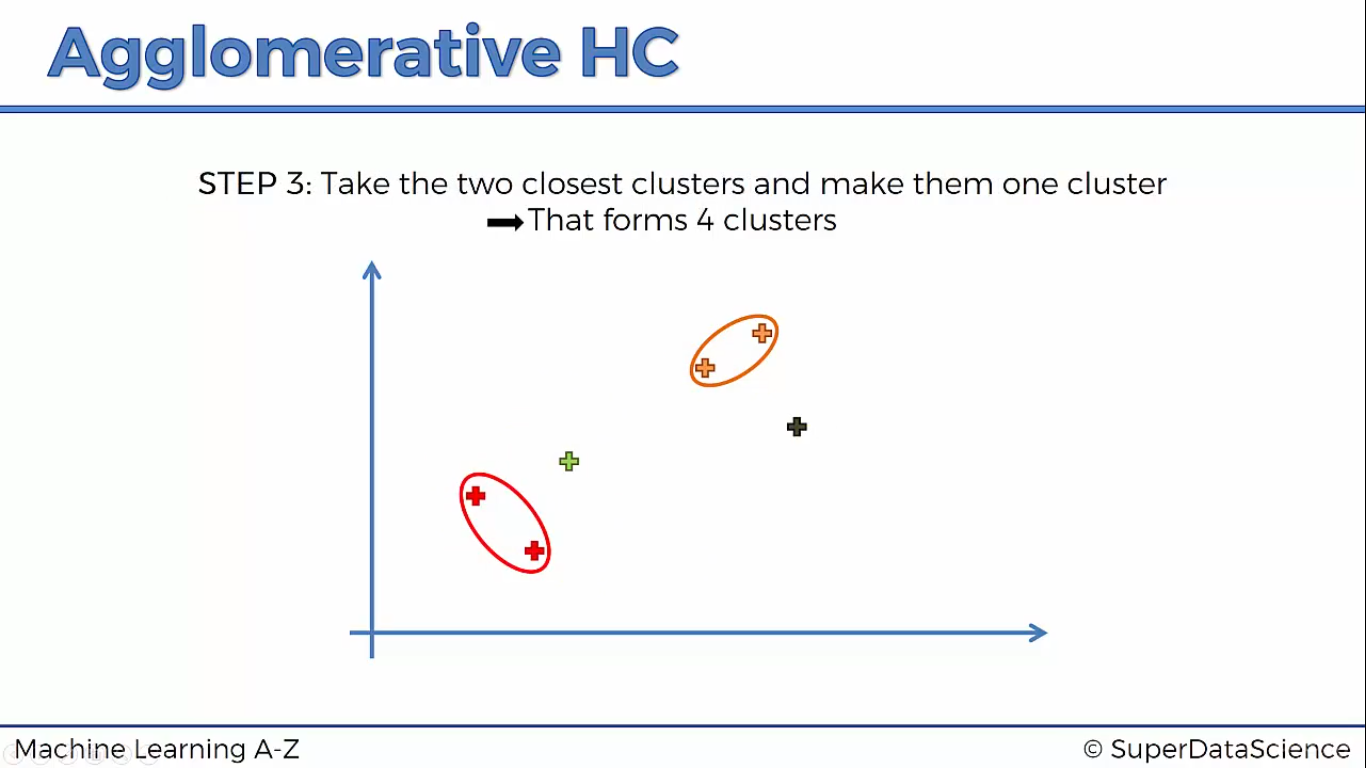 Agglomerative HC
STEP 3: Take the two closest clusters and make them one cluster
➡ That forms 4 clusters
Machine Learning A-Z
© SuperDataScience